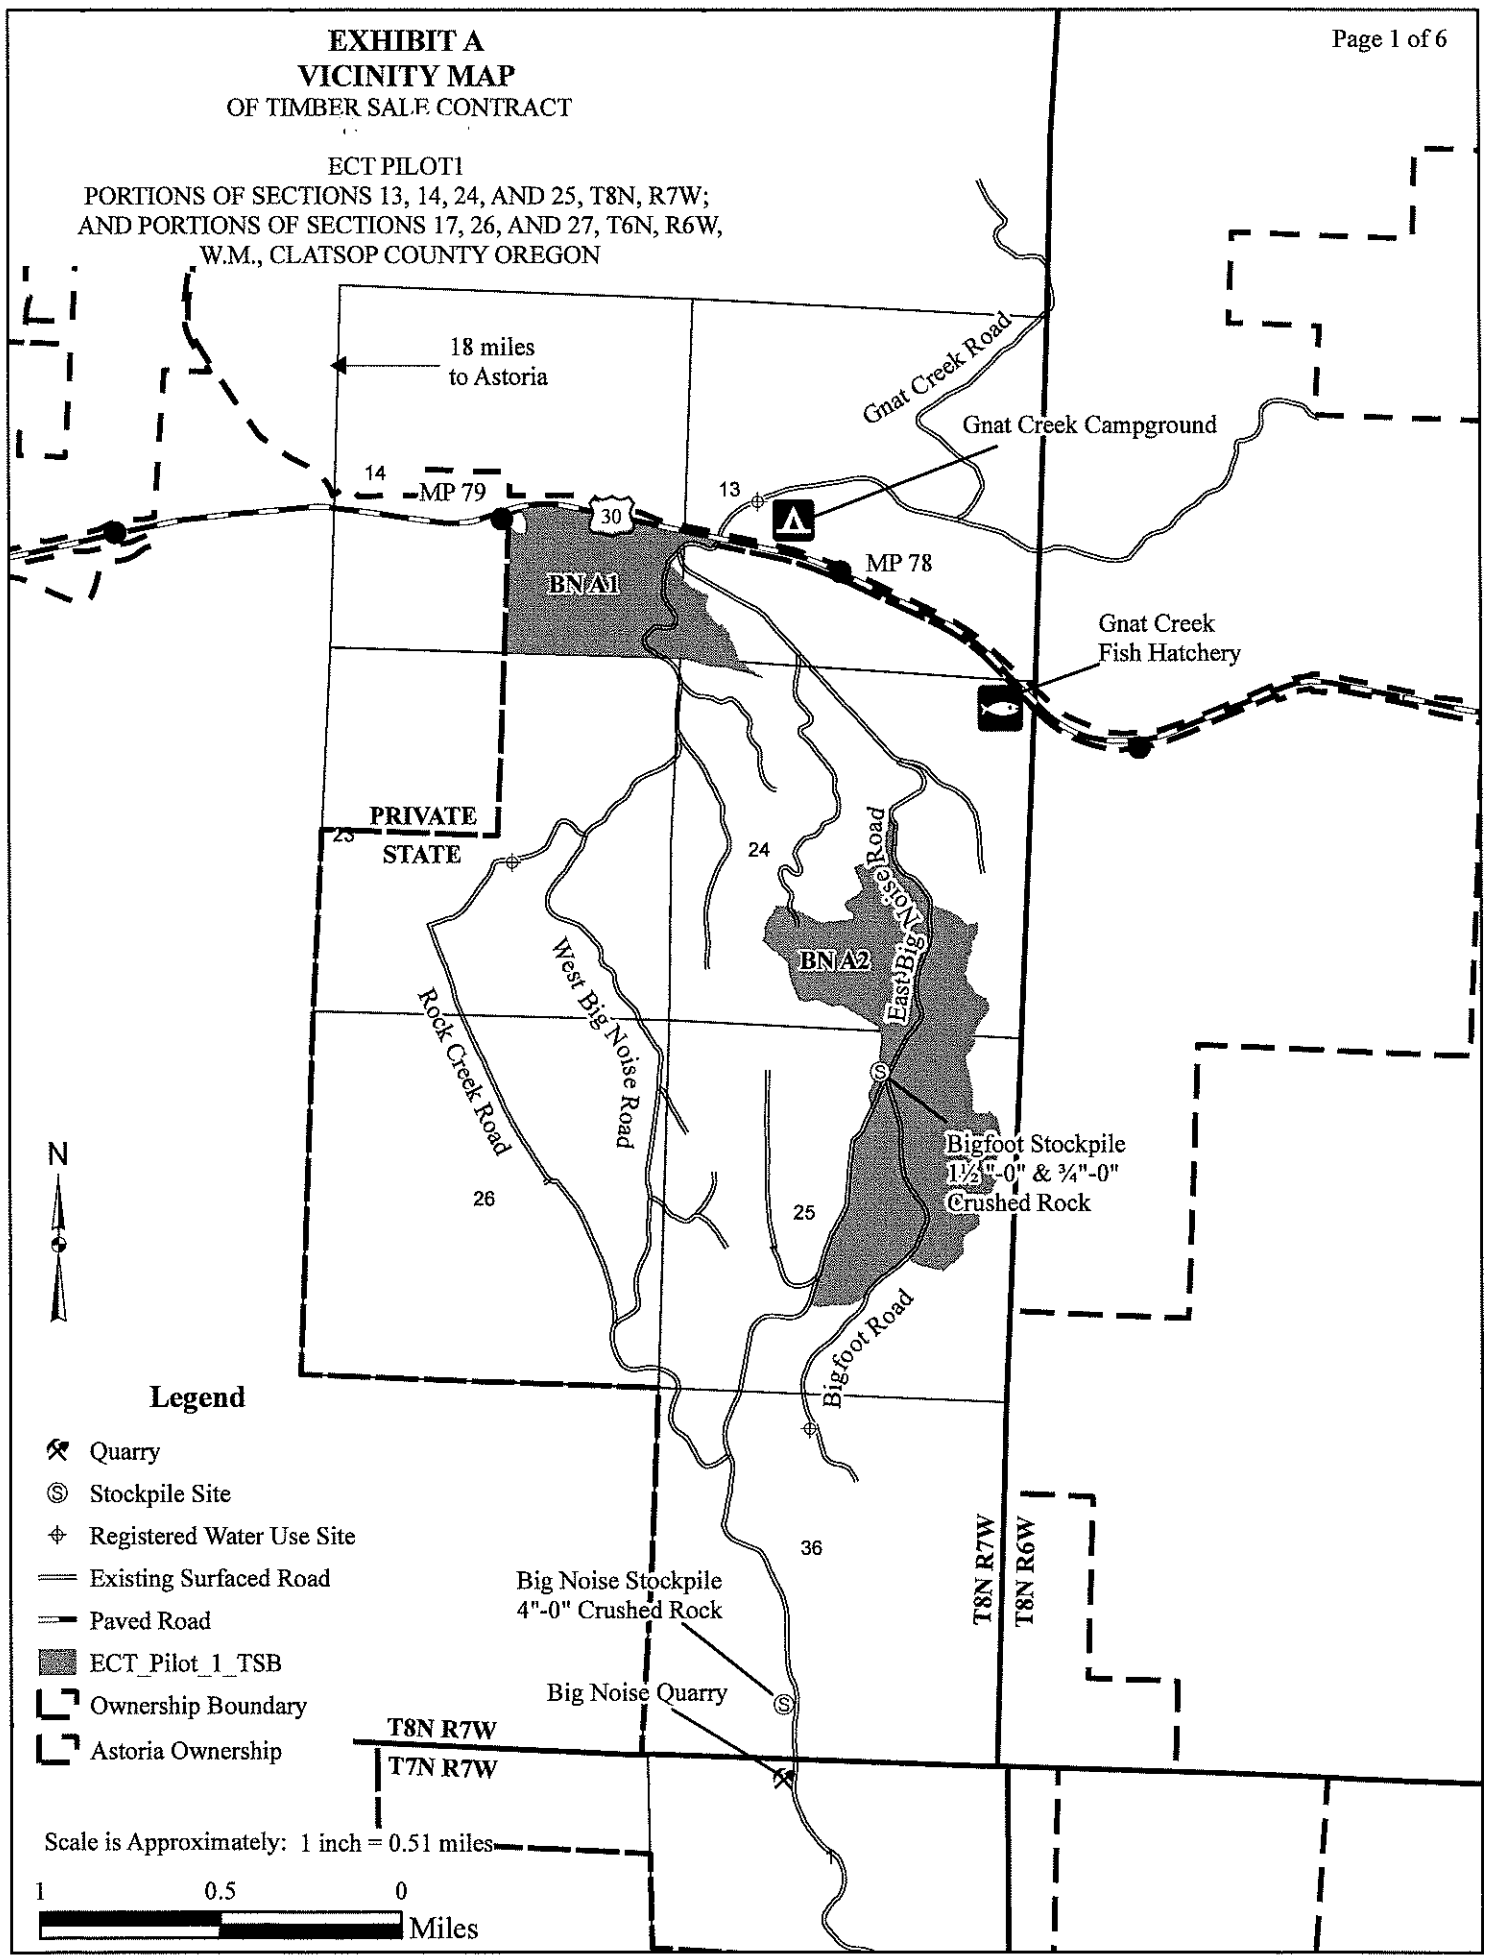 EXHIBIT A
VICINITY MAP
OF TIMBER SALE CONTRACT
Page 1 of 6
ECT PILOT1
PORTIONS OF SECTIONS 13, 14, 24, AND 25, T8N, R7W;
AND PORTIONS OF SECTIONS 17, 26, AND 27, T6N, R6W,
W.M., CLATSOP COUNTY OREGON
18 miles
to Astoria
Gnat Creek Road
Gnat Creek Campground
14
MP 79
13
30
MP 78
BN A1
Gnat Creek
Fish Hatchery
PRIVATE
23
STATE
24
East Big Noise Road
BN A2
West Big Noise Road
Rock Creek Road
Bigfoot Stockpile
1½"-0" & ¾"-0"
Crushed Rock
N
26
25
Bigfoot Road
Legend
Quarry
S Stockpile Site
Registered Water Use Site
Existing Surfaced Road
Paved Road
ECT_Pilot_1_TSB
Ownership Boundary
Astoria Ownership
S
36
T8N R7W
T8N R6W
Big Noise Stockpile
4"-0" Crushed Rock
Big Noise Quarry
S
T8N R7W
T7N R7W
Scale is Approximately: 1 inch = 0.51 miles
1
1 0.5 0
Miles